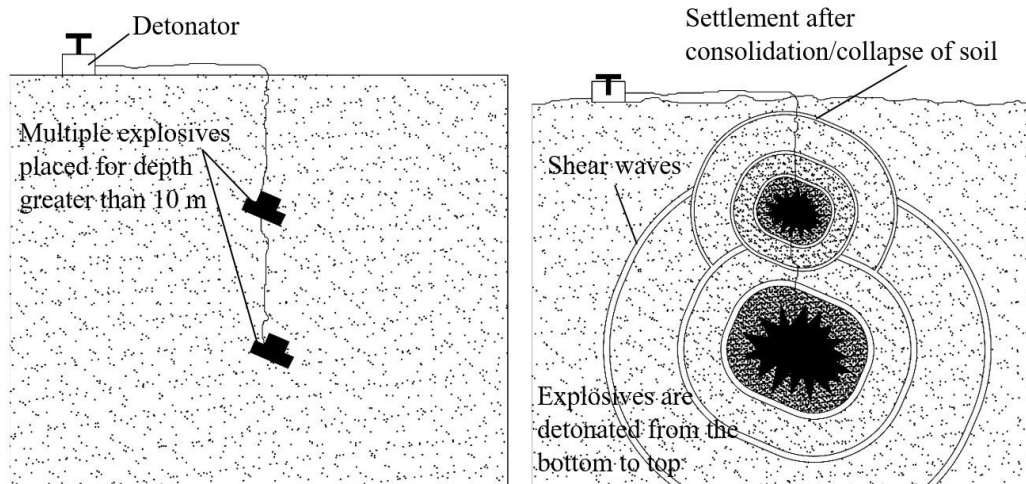 Detonator
Multiple explosives
placed for depth
greater than 10 m
Settlement after
consolidation/collapse of soil
Shear waves
Explosives are
detonated from the
bottom to top